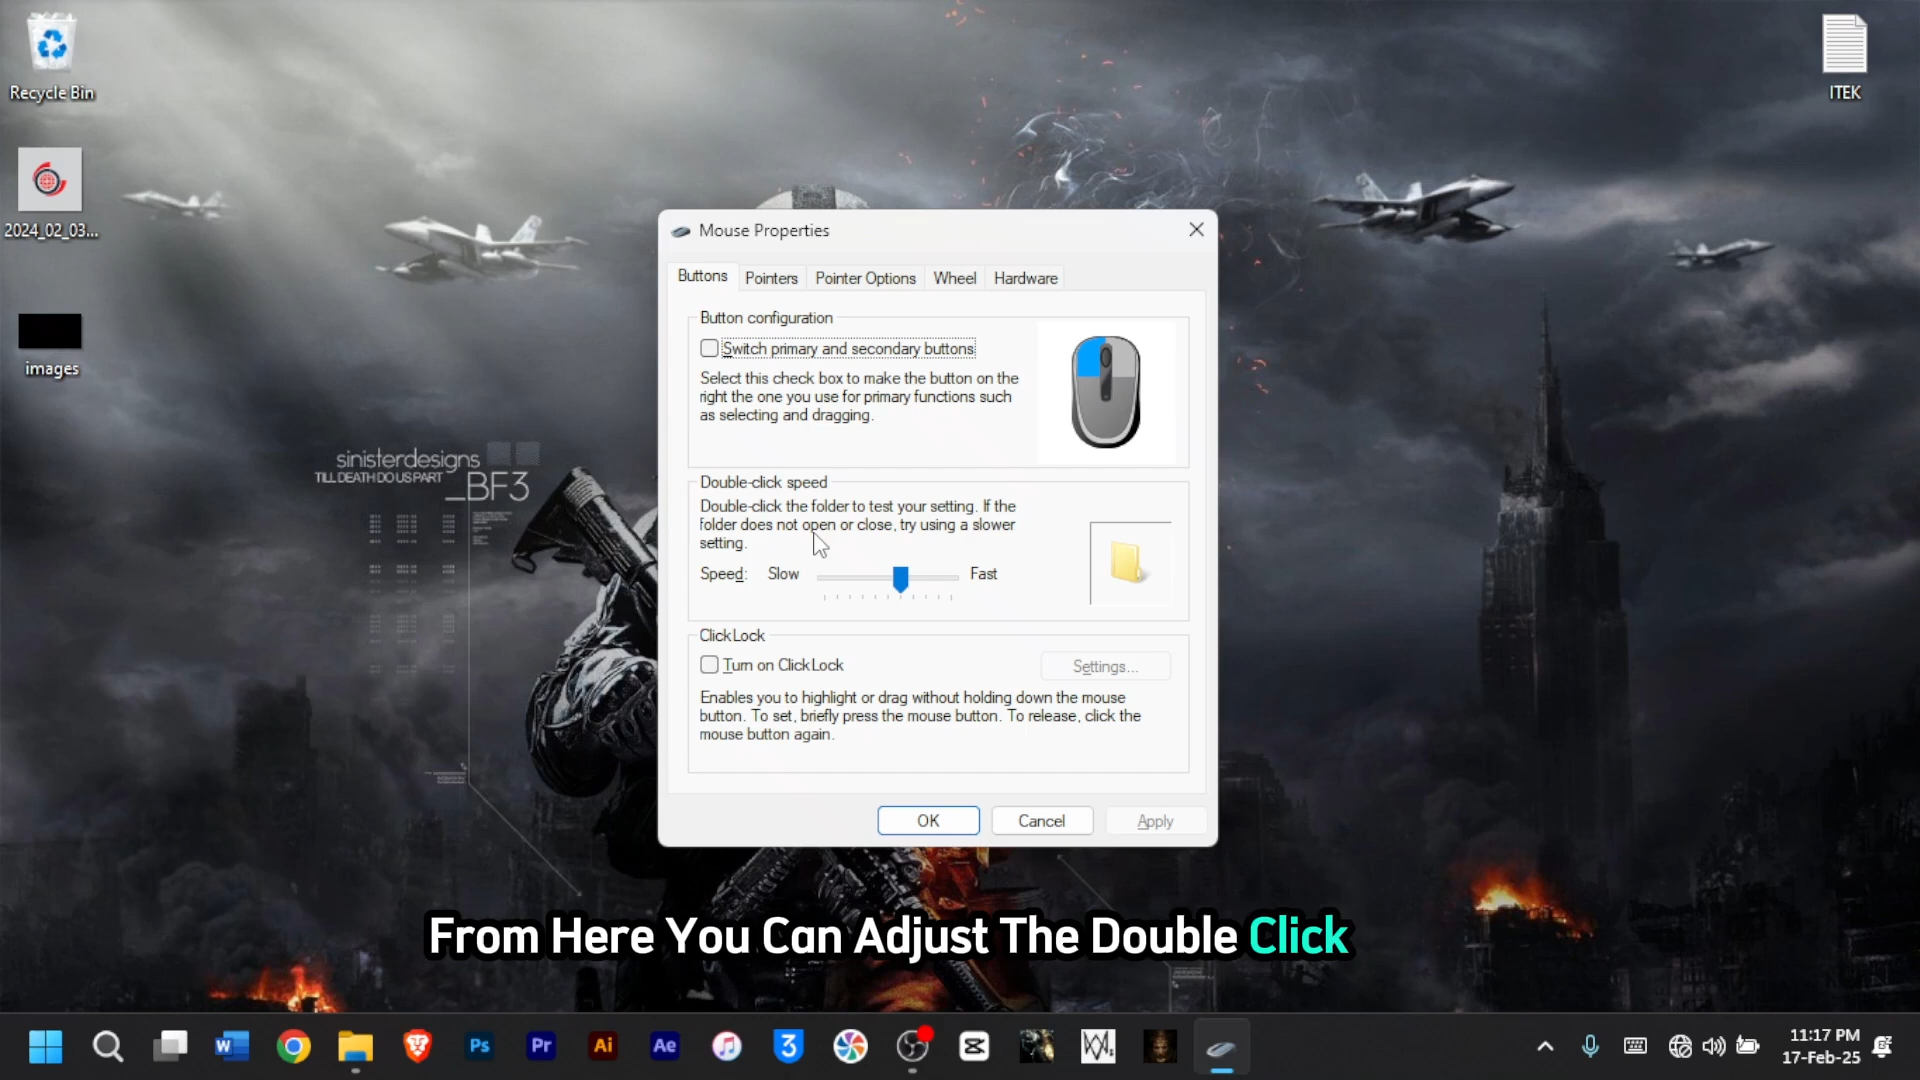 Recycle Bin
ITEK
2024_02_03...
images
sinisterdesigns
TILL DEATH DO US PART
_BF3
Mouse Properties
Buttons
Pointers
Pointer Options
Wheel
Hardware
Button configuration
Switch primary and secondary buttons
Select this check box to make the button on the
right the one you use for primary functions such
as selecting and dragging.
Double-click speed
Double-click the folder to test your setting. If the
folder does not open or close, try using a slower
setting.
Speed: Slow Fast
ClickLock
Turn on ClickLock
Settings...
Enables you to highlight or drag without holding down the mouse
button. To set, briefly press the mouse button. To release, click the
mouse button again.
OK
Cancel
Apply
From Here You Can Adjust The Double Click
W
Ps
Pr
Ai
Ae
3
11:17 PM
17-Feb-25